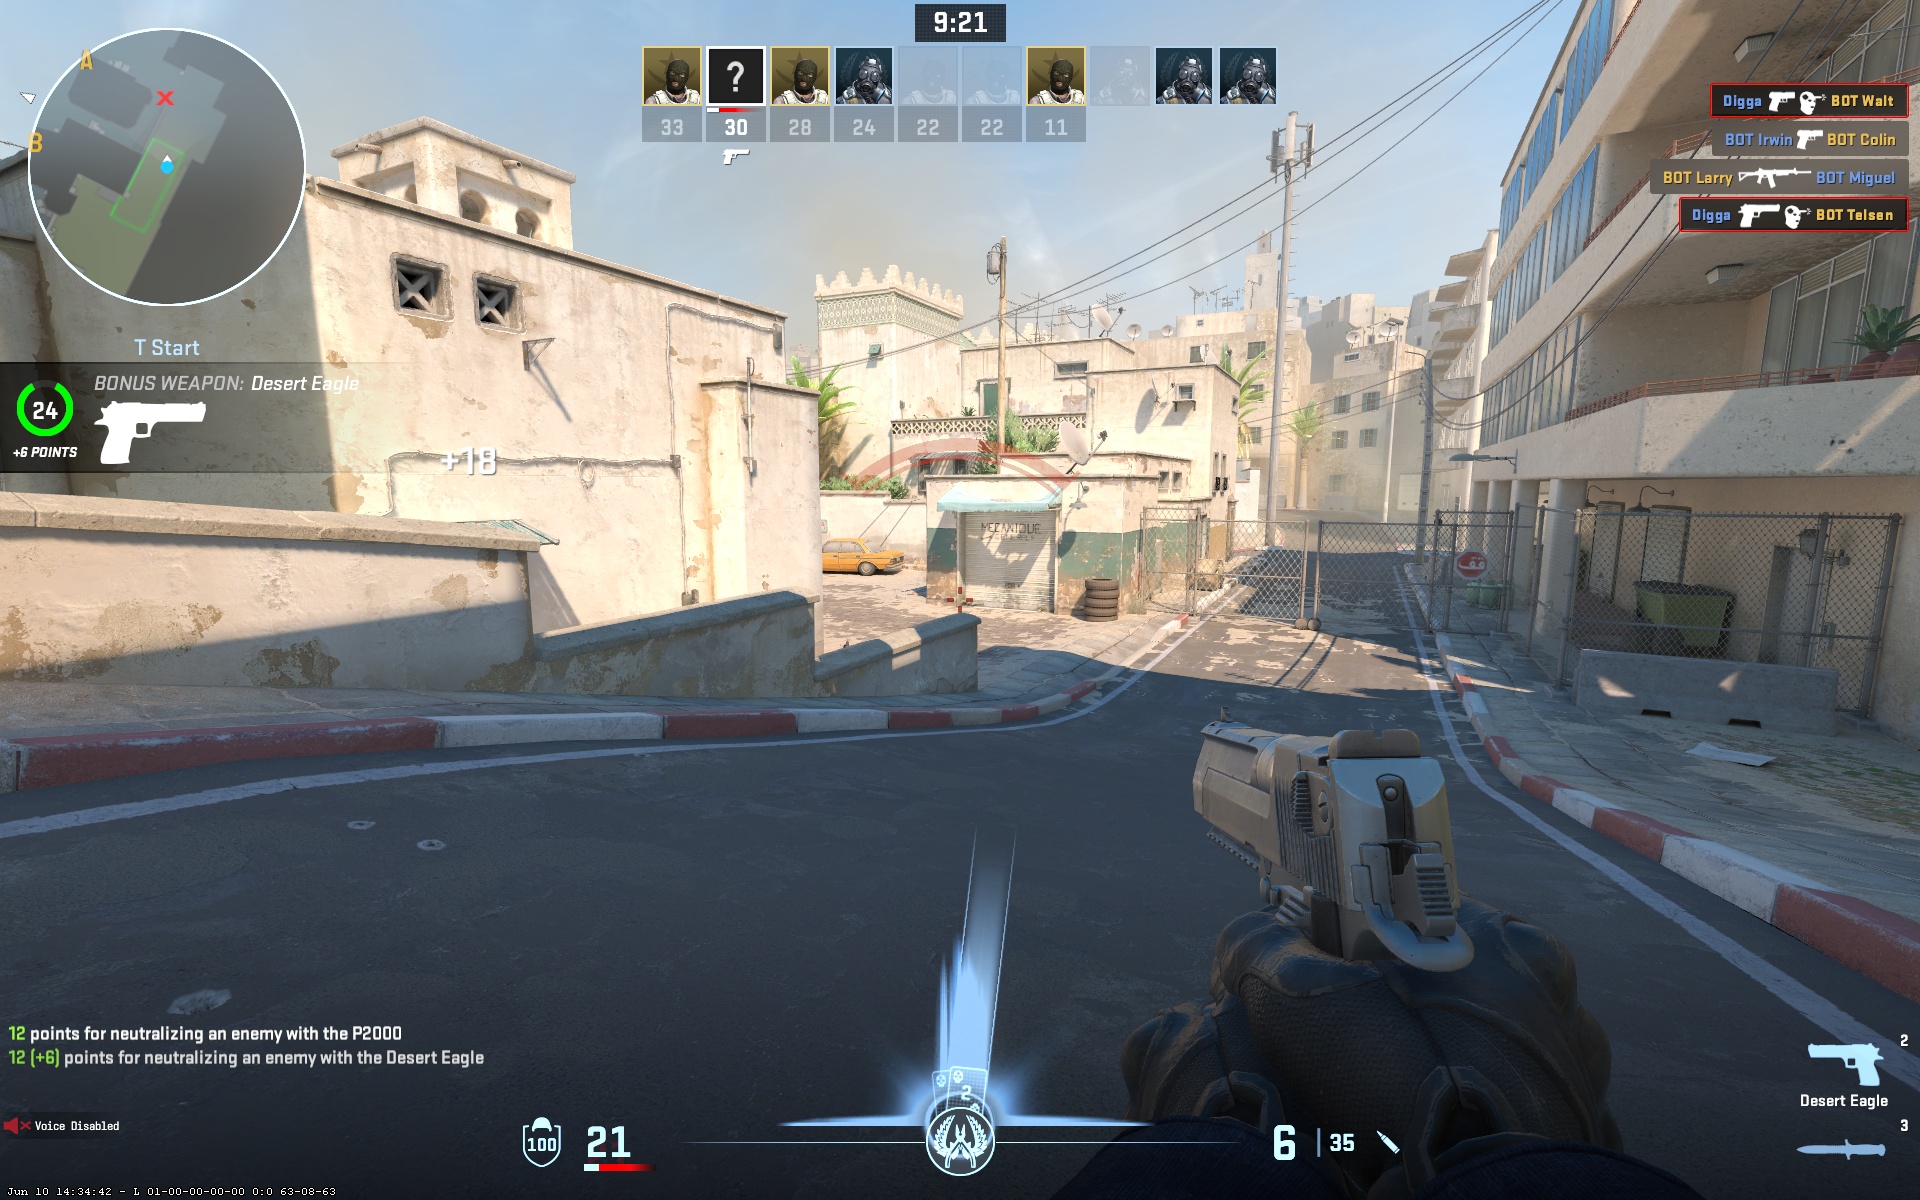 9:21
A
B
?
33 30 28 24 22 22 11
Digga BOT Walt
BOT Irwin BOT Colin
BOT Larry BOT Miguel
Digga BOT Telsen
T Start
BONUS WEAPON: Desert Eagle
24
+6 POINTS
+18
MECANIQUE
12 points for neutralizing an enemy with the P2000
12 (+6) points for neutralizing an enemy with the Desert Eagle
2
Desert Eagle
3
Voice Disabled
2
100 21
6 | 35
Jun 10 14:34:42 - L 01-00-00-00-00 0:0 63-08-63